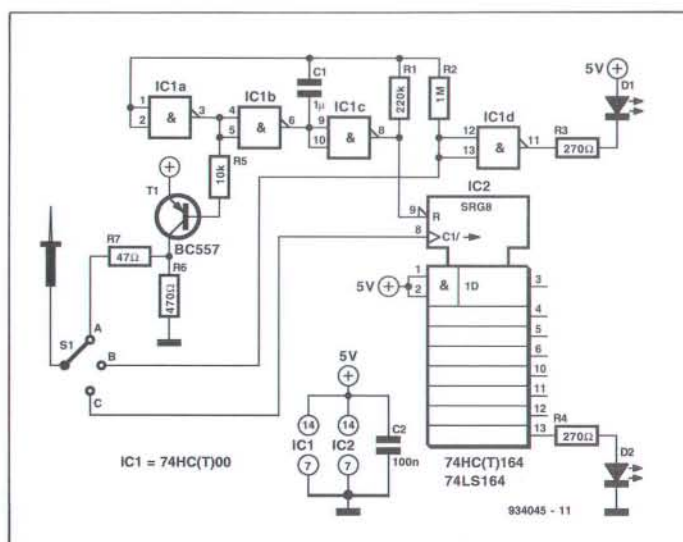 IC1a
1
2
&
3
IC1b
4
5
&
6
C1
1µ
IC1c
9
10
&
8
R1
220k
R2
1M
IC1d
12
13
&
11
R3
270Ω
5V
D1
R5
10k
T1
BC557
R7
47Ω
R6
470Ω
S1
A
B
C
IC2
9
R
SRG8
8
C1/→
5V
1
2
&
1D
3
4
5
6
10
11
12
13
R4
270Ω
D2
5V
14
14
IC1
IC2
7
7
C2
100n
IC1 = 74HC(T)00
74HC(T)164
74LS164
934045 - 11